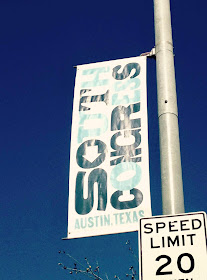 SOUTH
CONGRESS
AUSTIN, TEXAS
SPEED
LIMIT
20